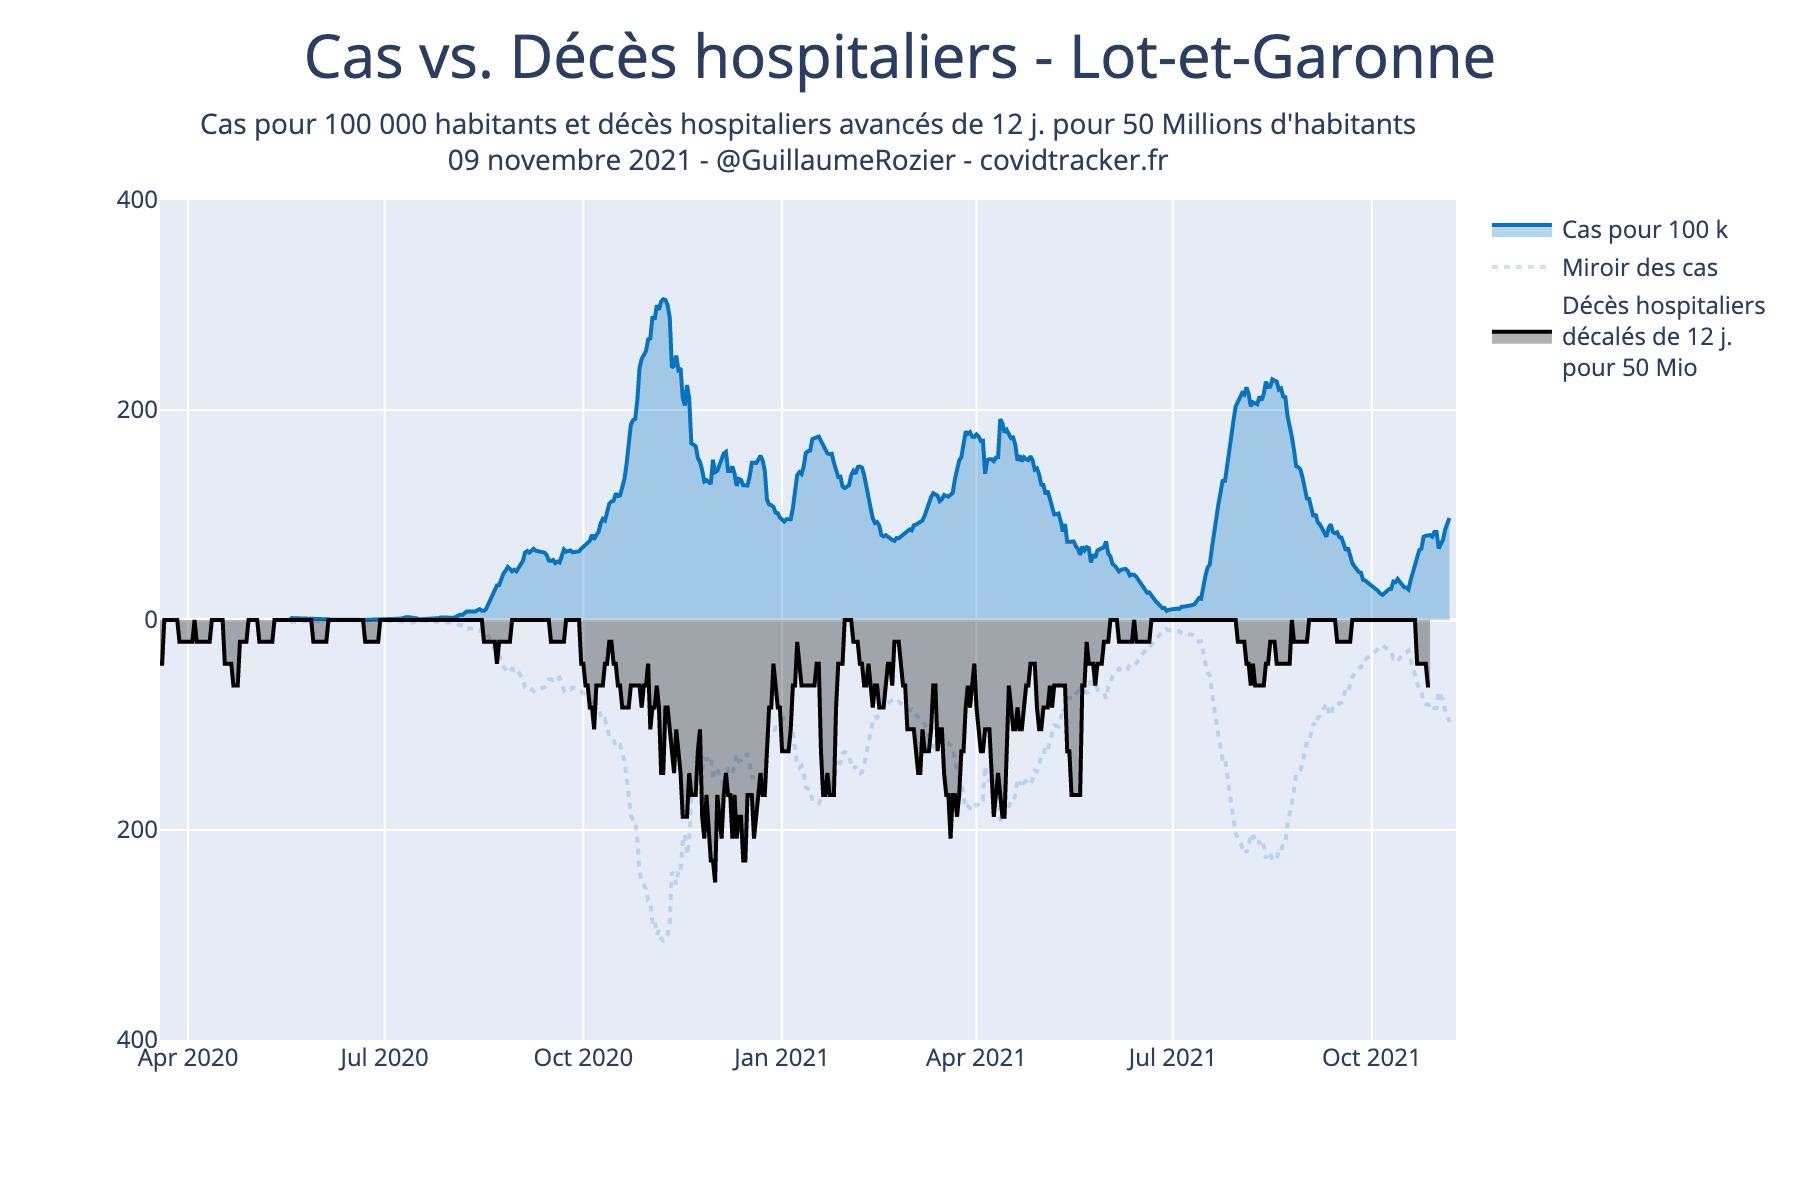 Cas vs. Décès hospitaliers - Lot-et-Garonne
Cas pour 100 000 habitants et décès hospitaliers avancés de 12 j. pour 50 Millions d'habitants
09 novembre 2021 - @GuillaumeRozier - covidtracker.fr
400
200
0
200
400
Apr 2020
Jul 2020
Oct 2020
Jan 2021
Apr 2021
Jul 2021
Oct 2021
Cas pour 100 k
Miroir des cas
Décès hospitaliers
décalés de 12 j.
pour 50 Mio